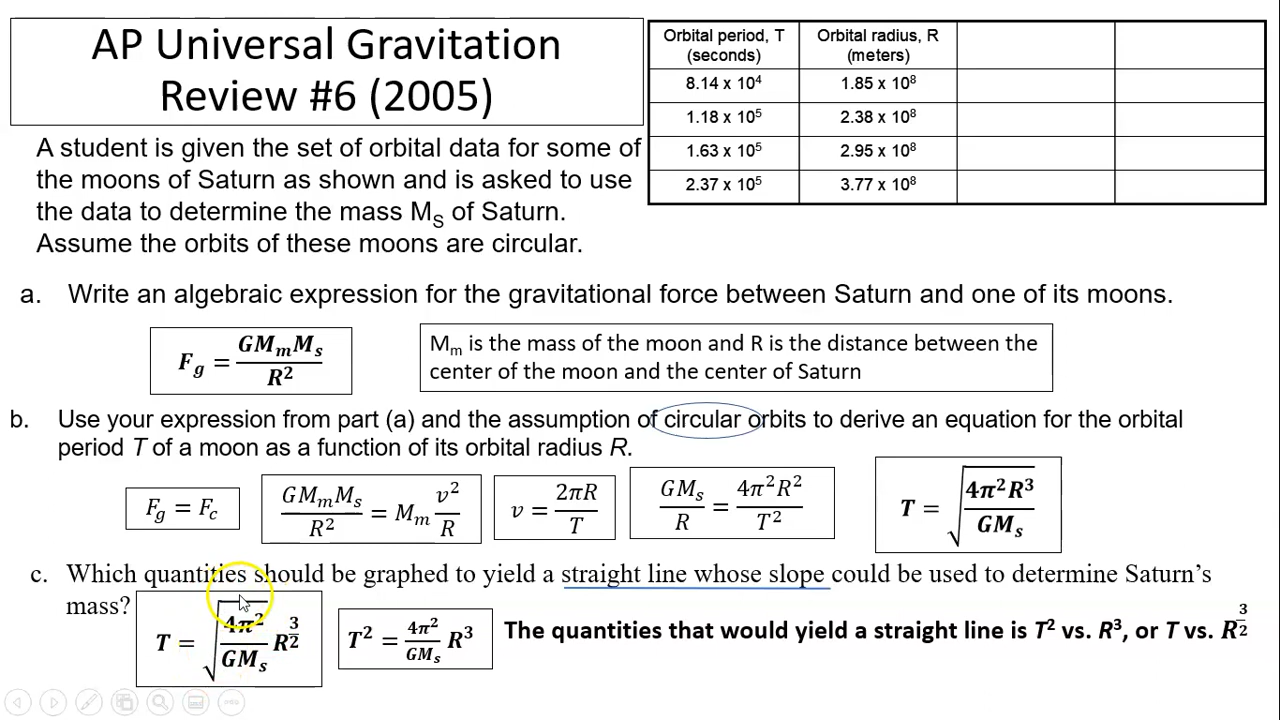 AP Universal Gravitation
Review #6 (2005)
Orbital period, T
(seconds)
Orbital radius, R
(meters)
8.14 x 10⁴
1.85 x 10⁸
1.18 x 10⁵
2.38 x 10⁸
1.63 x 10⁵
2.95 x 10⁸
2.37 x 10⁵
3.77 x 10⁸
A student is given the set of orbital data for some of
the moons of Saturn as shown and is asked to use
the data to determine the mass M_S of Saturn.
Assume the orbits of these moons are circular.
a. Write an algebraic expression for the gravitational force between Saturn and one of its moons.
F_g = GM_mM_s / R²
M_m is the mass of the moon and R is the distance between the
center of the moon and the center of Saturn
b. Use your expression from part (a) and the assumption of circular orbits to derive an equation for the orbital
period T of a moon as a function of its orbital radius R.
F_g = F_c
GM_mM_s / R² = M_m v² / R
v = 2πR / T
GM_s / R = 4π²R² / T²
T = √(4π²R³ / GM_s)
c. Which quantities should be graphed to yield a straight line whose slope could be used to determine Saturn’s
mass?
T = √(4π² / GM_s) R^(3/2)
T² = 4π² / GM_s R³
The quantities that would yield a straight line is T² vs. R³, or T vs. R^(3/2)